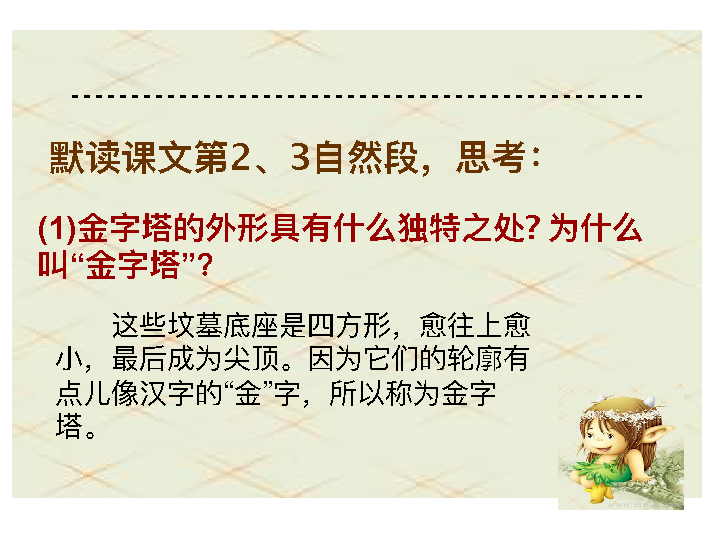 默读课文第2、3自然段，思考：
(1)金字塔的外形具有什么独特之处? 为什么
叫“金字塔”？
这些坟墓底座是四方形，愈往上愈
小，最后成为尖顶。因为它们的轮廓有
点儿像汉字的“金”字，所以称为金字
塔。